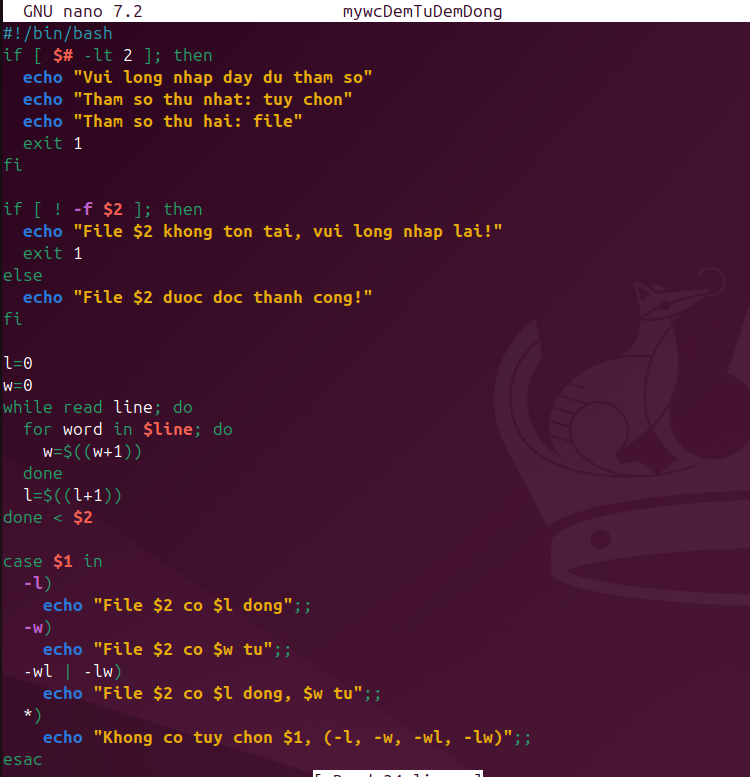 GNU nano 7.2 mywcDemTuDemDong
#!/bin/bash
if [ $# -lt 2 ]; then
  echo "Vui long nhap day du tham so"
  echo "Tham so thu nhat: tuy chon"
  echo "Tham so thu hai: file"
  exit 1
fi

if [ ! -f $2 ]; then
  echo "File $2 khong ton tai, vui long nhap lai!"
  exit 1
else
  echo "File $2 duoc doc thanh cong!"
fi

l=0
w=0
while read line; do
  for word in $line; do
    w=$((w+1))
  done
  l=$((l+1))
done < $2

case $1 in
  -l)
    echo "File $2 co $l dong";;
  -w)
    echo "File $2 co $w tu";;
  -wl | -lw)
    echo "File $2 co $l dong, $w tu";;
  *)
    echo "Khong co tuy chon $1, (-l, -w, -wl, -lw)";;
esac